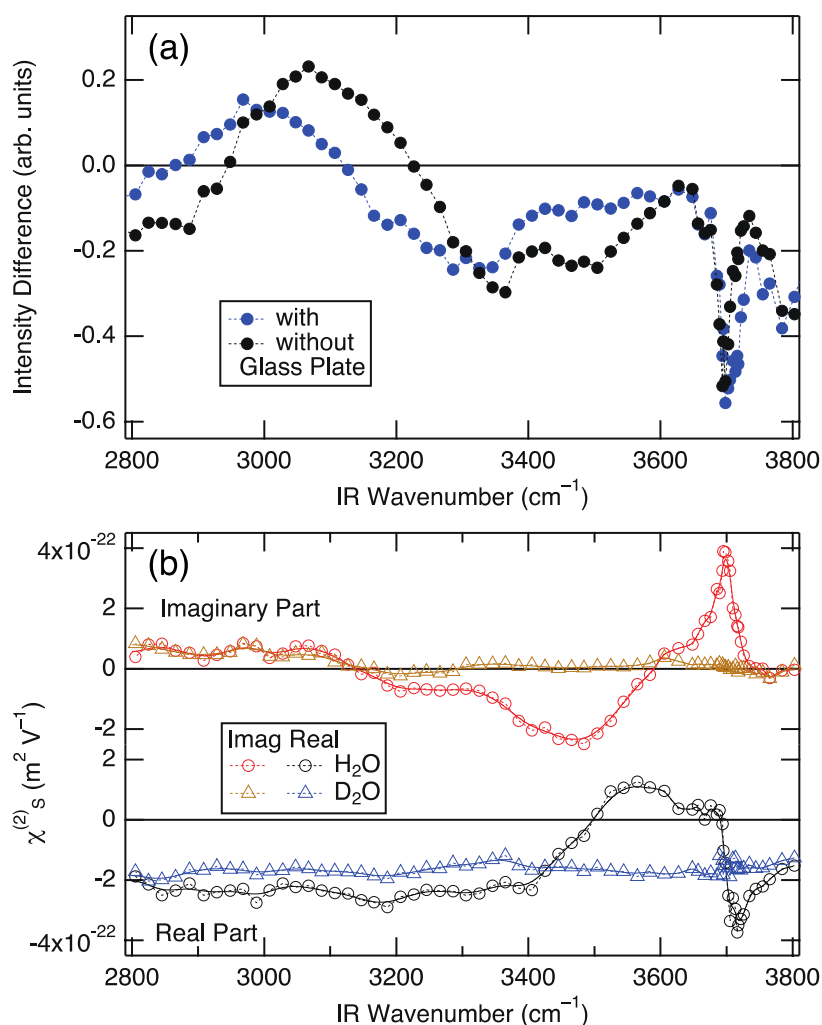 (a)
Intensity Difference (arb. units)
0.2
0.0
-0.2
-0.4
-0.6
with
without
Glass Plate
2800 3000 3200 3400 3600 3800
IR Wavenumber (cm⁻¹)
(b)
χ⁽²⁾S (m² V⁻¹)
4x10⁻²²
2
0
-2
2
0
-2
-4x10⁻²²
Imaginary Part
Imag Real
H₂O
D₂O
Real Part
2800 3000 3200 3400 3600 3800
IR Wavenumber (cm⁻¹)